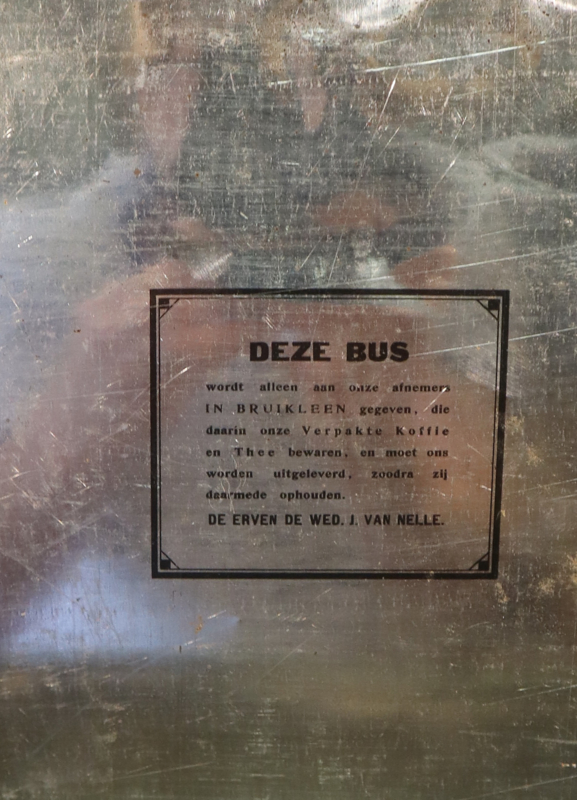 DEZE BUS
wordt alleen aan onze afnemers
IN BRUIKLEEN gegeven, die
daarin onze Verpakte Koffie
en Thee bewaren, en moet ons
worden uitgeleverd, zoodra zij
daarmede ophouden.
DE ERVEN DE WED. J. VAN NELLE.